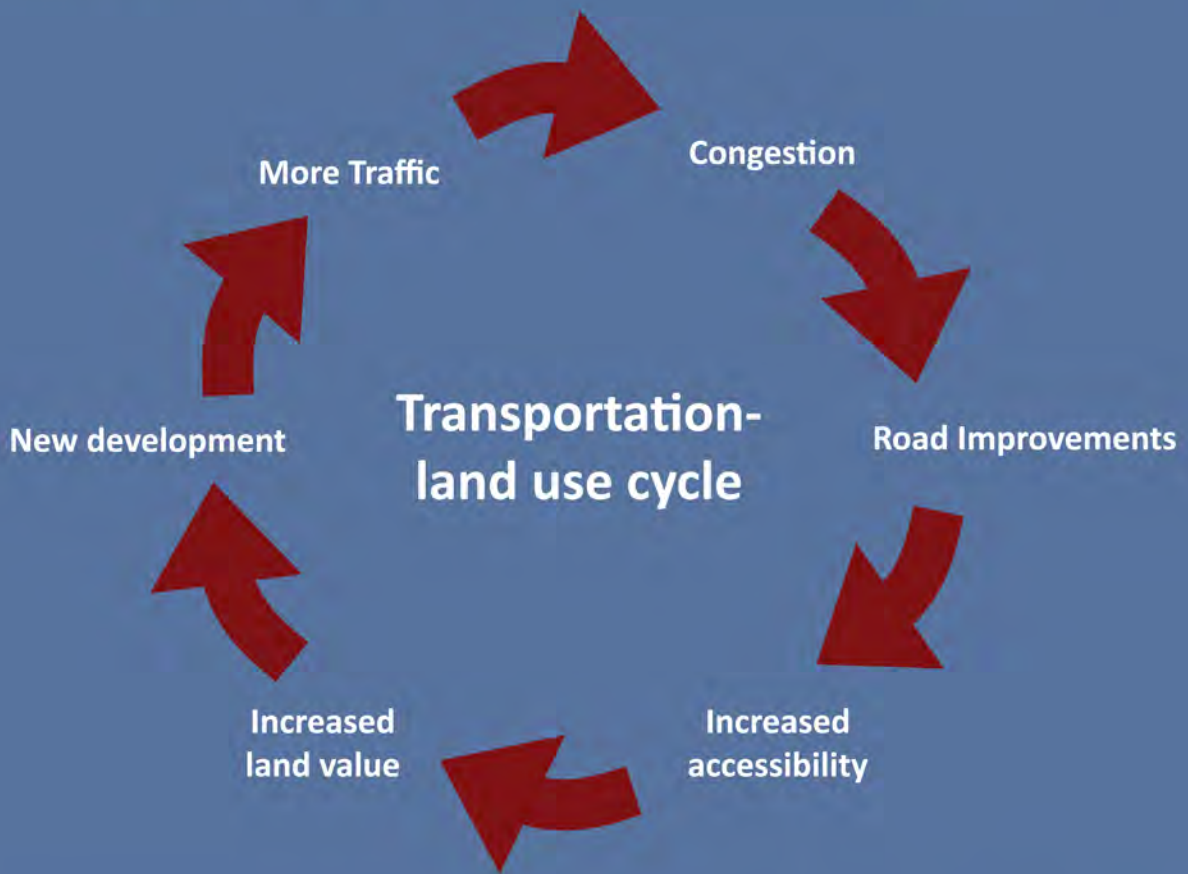 More Traffic
Congestion
New development
Transportation-
land use cycle
Road Improvements
Increased
land value
Increased
accessibility